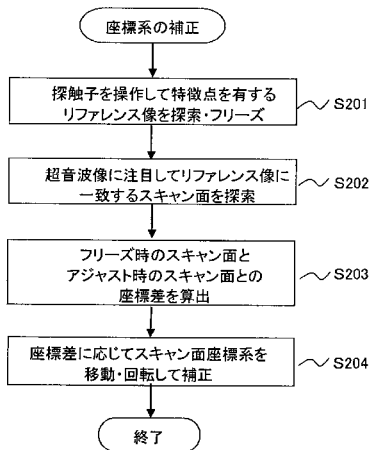 座標系の補正
探触子を操作して特徴点を有する
リファレンス像を探索・フリーズ
S201
超音波像に注目してリファレンス像に
一致するスキャン面を探索
S202
フリーズ時のスキャン面と
アジャスト時のスキャン面との
座標差を算出
S203
座標差に応じてスキャン面座標系を
移動・回転して補正
S204
終了